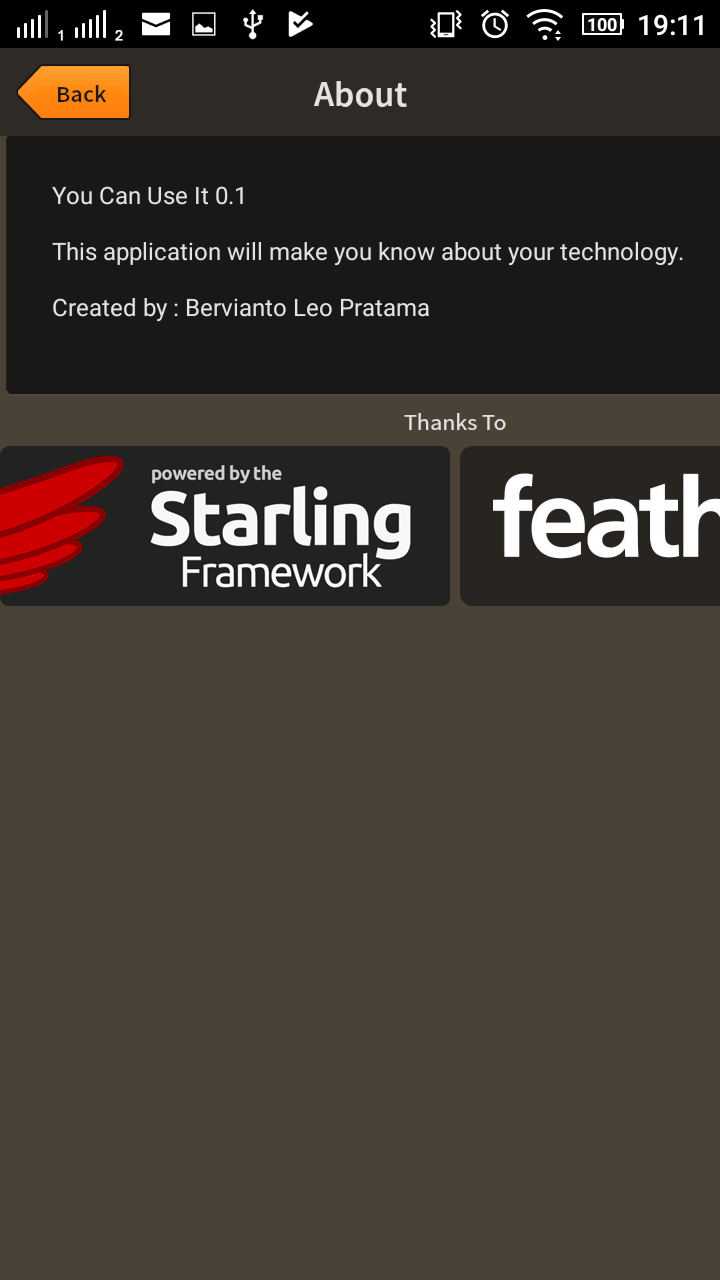 1 2 100 19:11
Back About
You Can Use It 0.1
This application will make you know about your technology.
Created by : Bervianto Leo Pratama
Thanks To
powered by the
Starling
Framework
feath